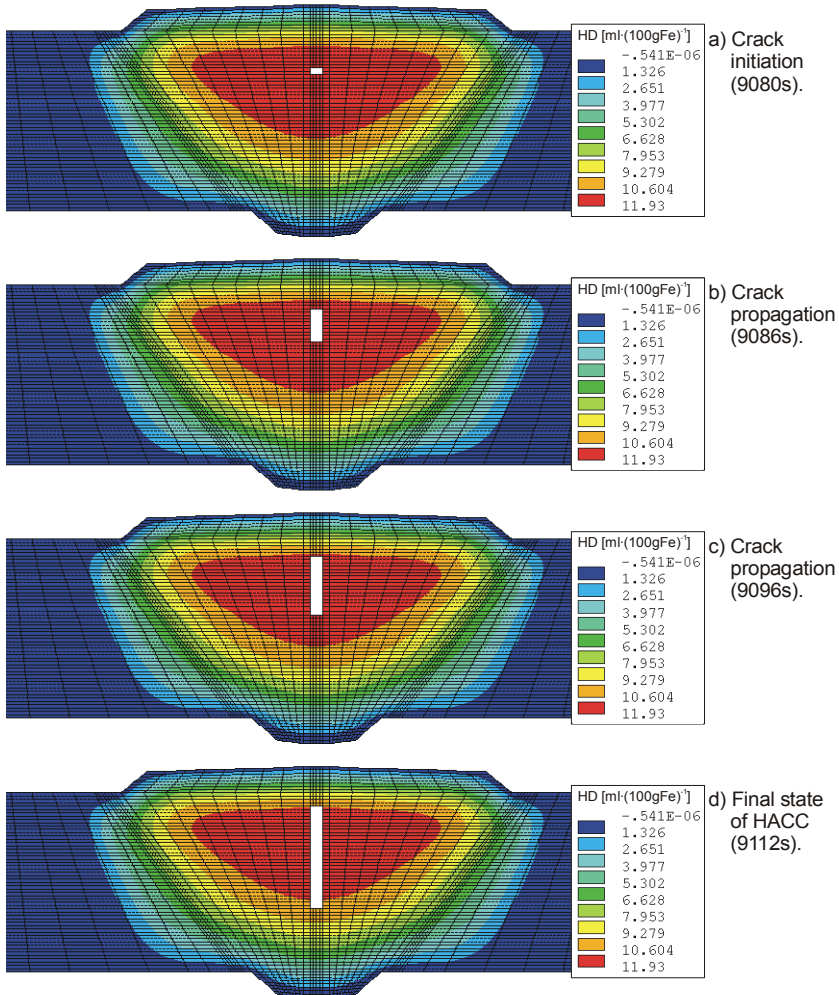 HD [ml·(100gFe)⁻¹]
-.541E-06
1.326
2.651
3.977
5.302
6.628
7.953
9.279
10.604
11.93
a) Crack
initiation
(9080s).
HD [ml·(100gFe)⁻¹]
-.541E-06
1.326
2.651
3.977
5.302
6.628
7.953
9.279
10.604
11.93
b) Crack
propagation
(9086s).
HD [ml·(100gFe)⁻¹]
-.541E-06
1.326
2.651
3.977
5.302
6.628
7.953
9.279
10.604
11.93
c) Crack
propagation
(9096s).
HD [ml·(100gFe)⁻¹]
-.541E-06
1.326
2.651
3.977
5.302
6.628
7.953
9.279
10.604
11.93
d) Final state
of HACC
(9112s).